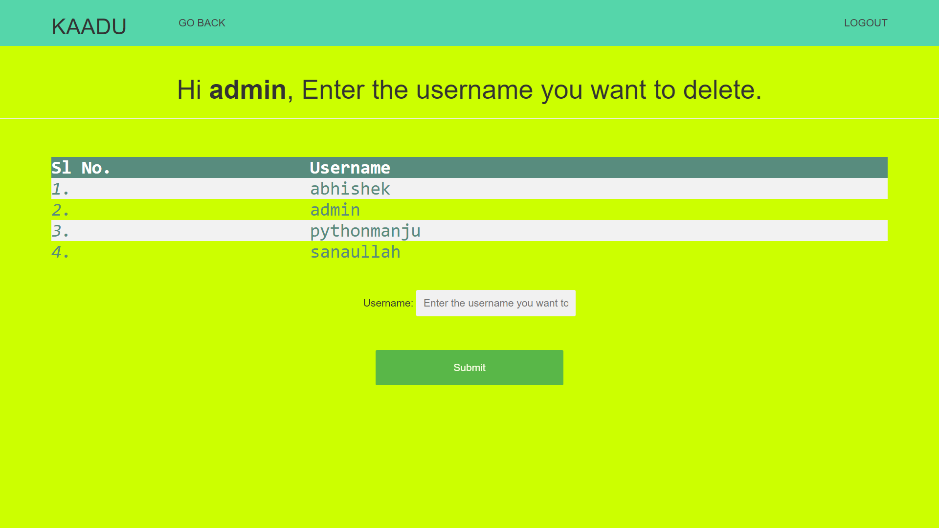 KAADU GO BACK LOGOUT
Hi admin, Enter the username you want to delete.
Sl No. Username
1. abhishek
2. admin
3. pythonmanju
4. sanaullah
Username: Enter the username you want to
Submit